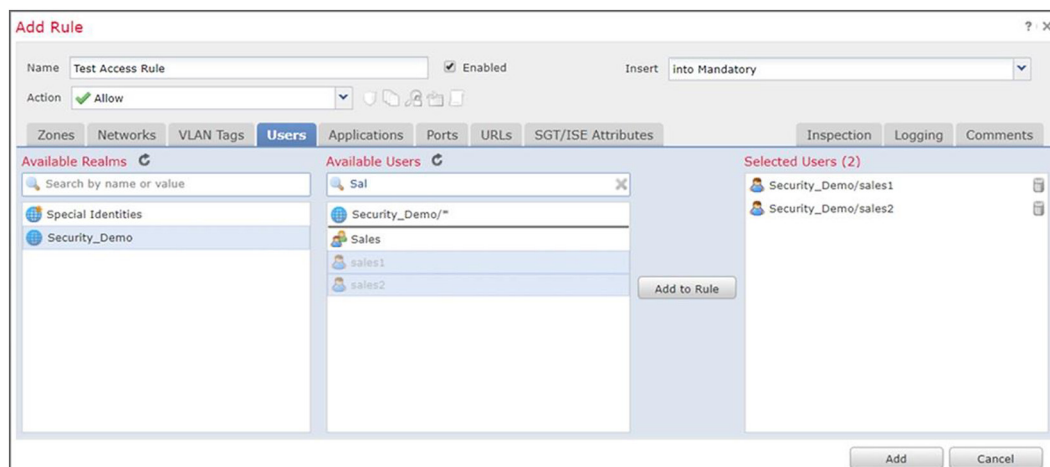 Add Rule ? X
Name Test Access Rule Enabled Insert into Mandatory
Action Allow
Zones Networks VLAN Tags Users Applications Ports URLs SGT/ISE Attributes Inspection Logging Comments
Available Realms
Search by name or value
Special Identities
Security_Demo
Available Users
Sal
Security_Demo/*
Sales
sales1
sales2
Add to Rule
Selected Users (2)
Security_Demo/sales1
Security_Demo/sales2
Add Cancel